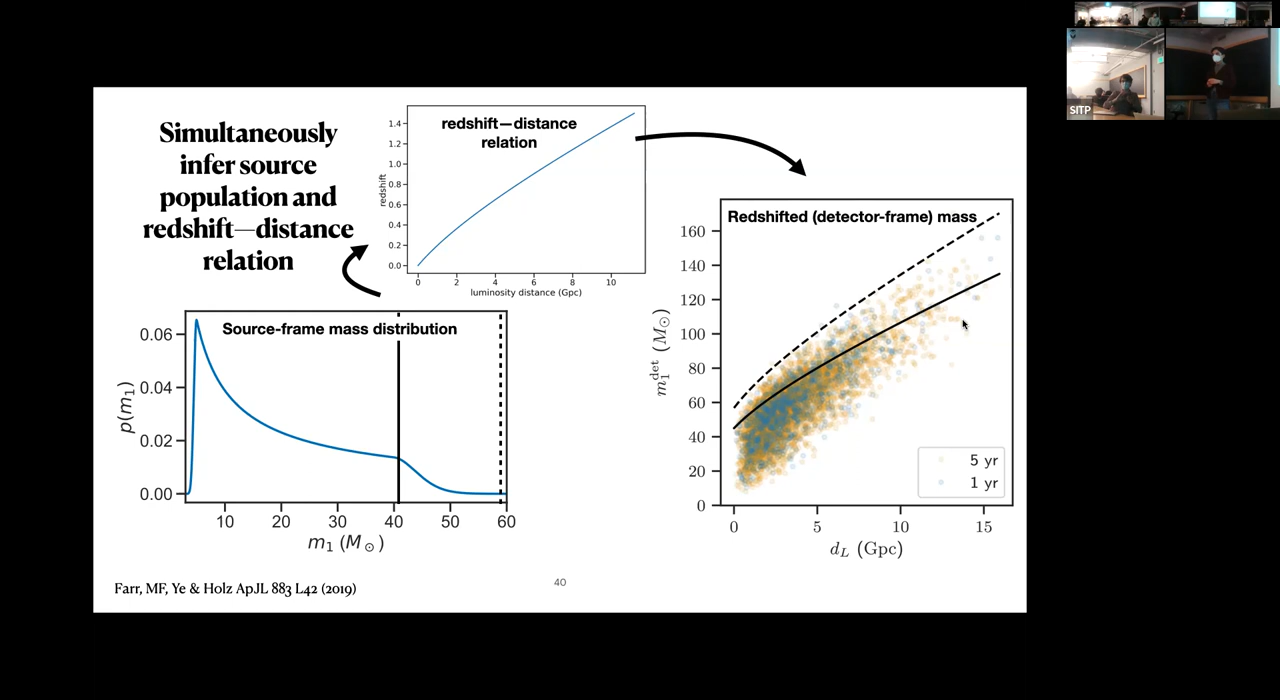 Simultaneously
infer source
population and
redshift—distance
relation
redshift—distance
relation
1.4
1.2
1.0
0.8
0.6
0.4
0.2
0.0
redshift
0 2 4 6 8 10
luminosity distance (Gpc)
Source-frame mass distribution
0.06
0.04
0.02
0.00
p(m₁)
10 20 30 40 50 60
m₁ (M⊙)
Redshifted (detector-frame) mass
160
140
120
100
80
60
40
20
0
m₁^det (M⊙)
5 yr
1 yr
0 5 10 15
d_L (Gpc)
Farr, MF, Ye & Holz ApJL 883 L42 (2019)
40
SITP